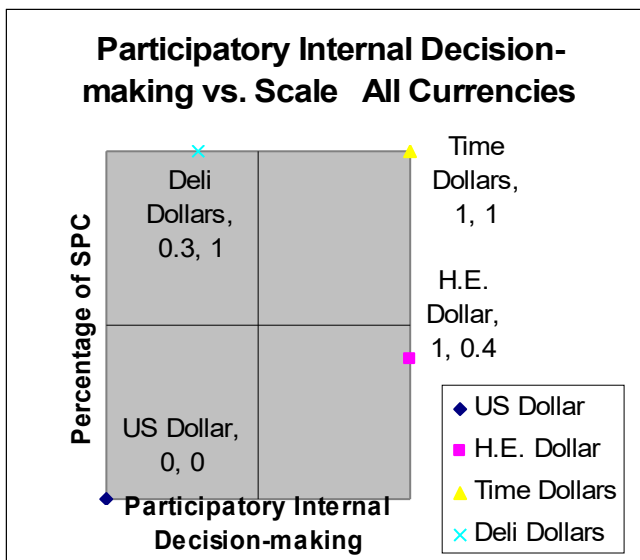 Participatory Internal Decision-
making vs. Scale   All Currencies
Percentage of SPC
Deli
Dollars,
0.3, 1
Time
Dollars,
1, 1
H.E.
Dollar,
1, 0.4
US Dollar,
0, 0
Participatory Internal
Decision-making
US Dollar
H.E. Dollar
Time Dollars
Deli Dollars